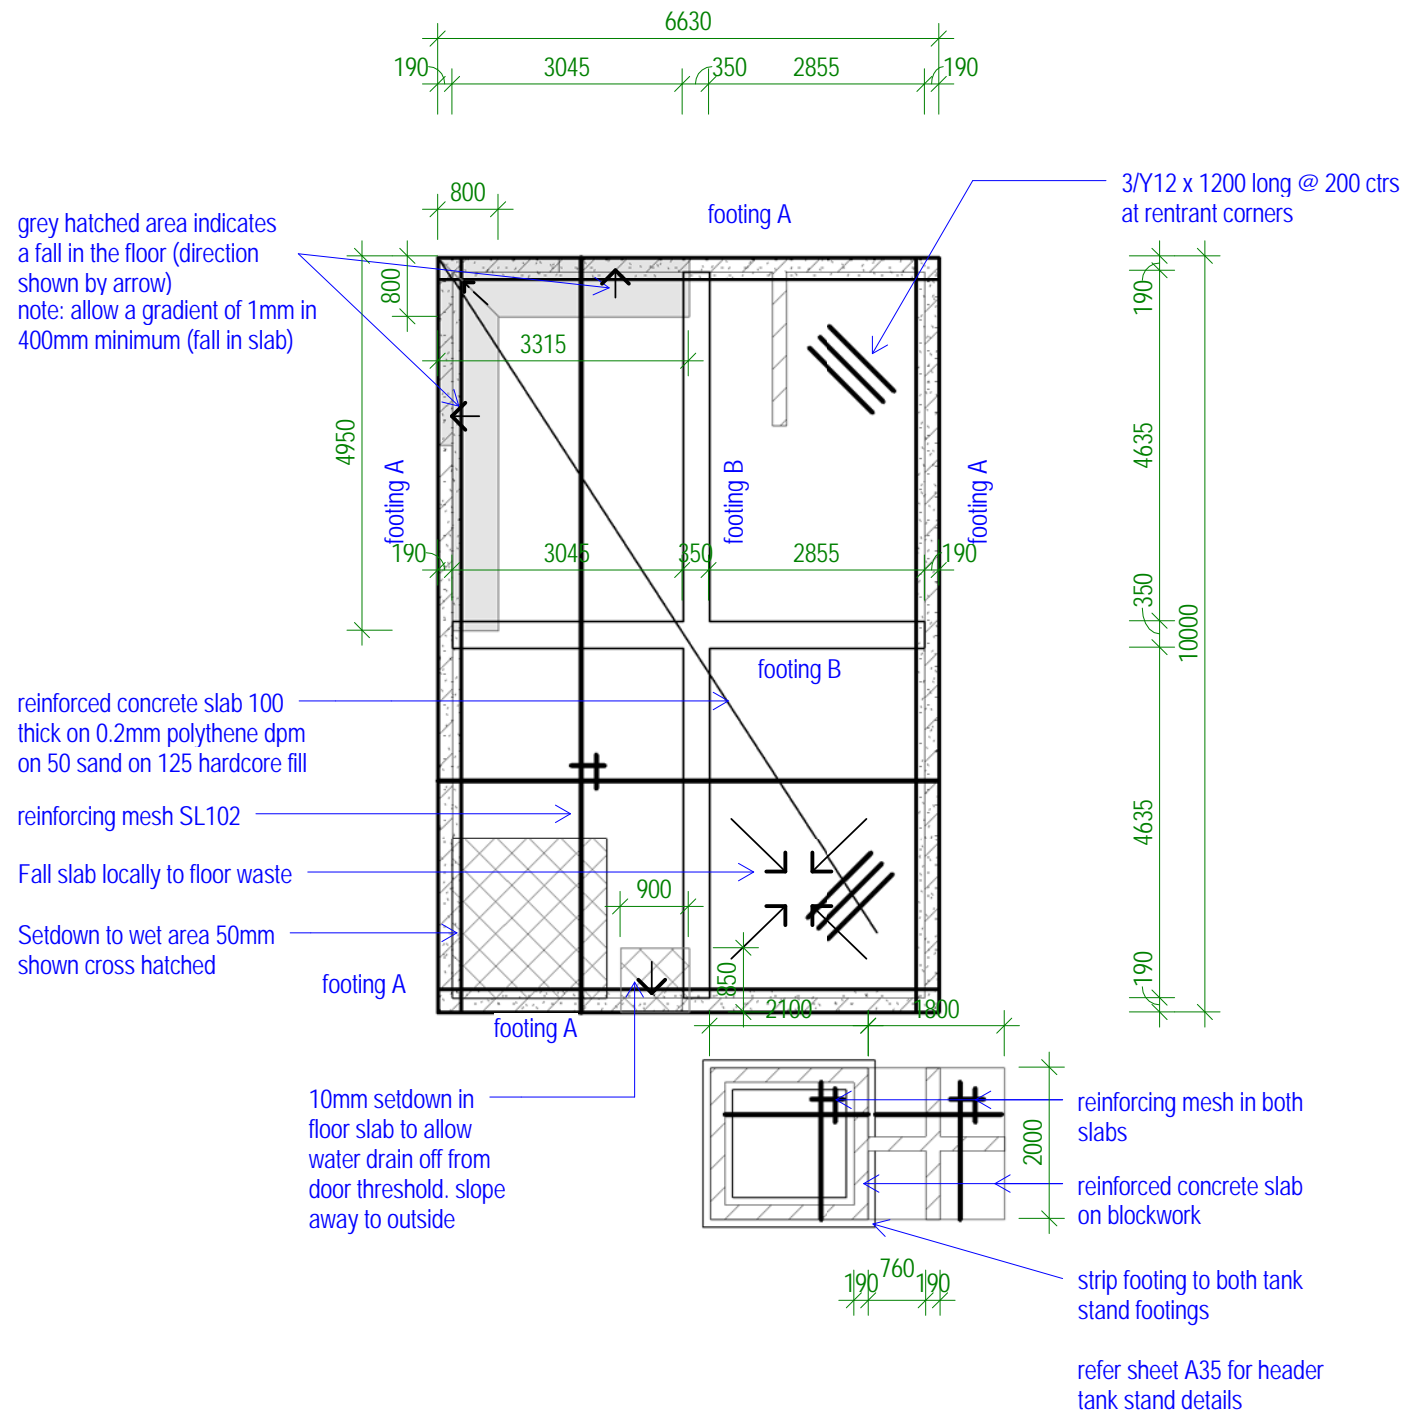 6630
190
3045
350
2855
190
800
footing A
3/Y12 x 1200 long @ 200 ctrs
at rentrant corners
grey hatched area indicates
a fall in the floor (direction
shown by arrow)
note: allow a gradient of 1mm in
400mm minimum (fall in slab)
800
190
3315
4950
footing A
footing B
footing A
4635
190
3045
350
2855
190
350
10000
footing B
reinforced concrete slab 100
thick on 0.2mm polythene dpm
on 50 sand on 125 hardcore fill
reinforcing mesh SL102
4635
Fall slab locally to floor waste
900
Setdown to wet area 50mm
shown cross hatched
footing A
850
190
footing A
2100
1800
10mm setdown in
floor slab to allow
water drain off from
door threshold. slope
away to outside
reinforcing mesh in both
slabs
2000
reinforced concrete slab
on blockwork
190
760
190
strip footing to both tank
stand footings
refer sheet A35 for header
tank stand details